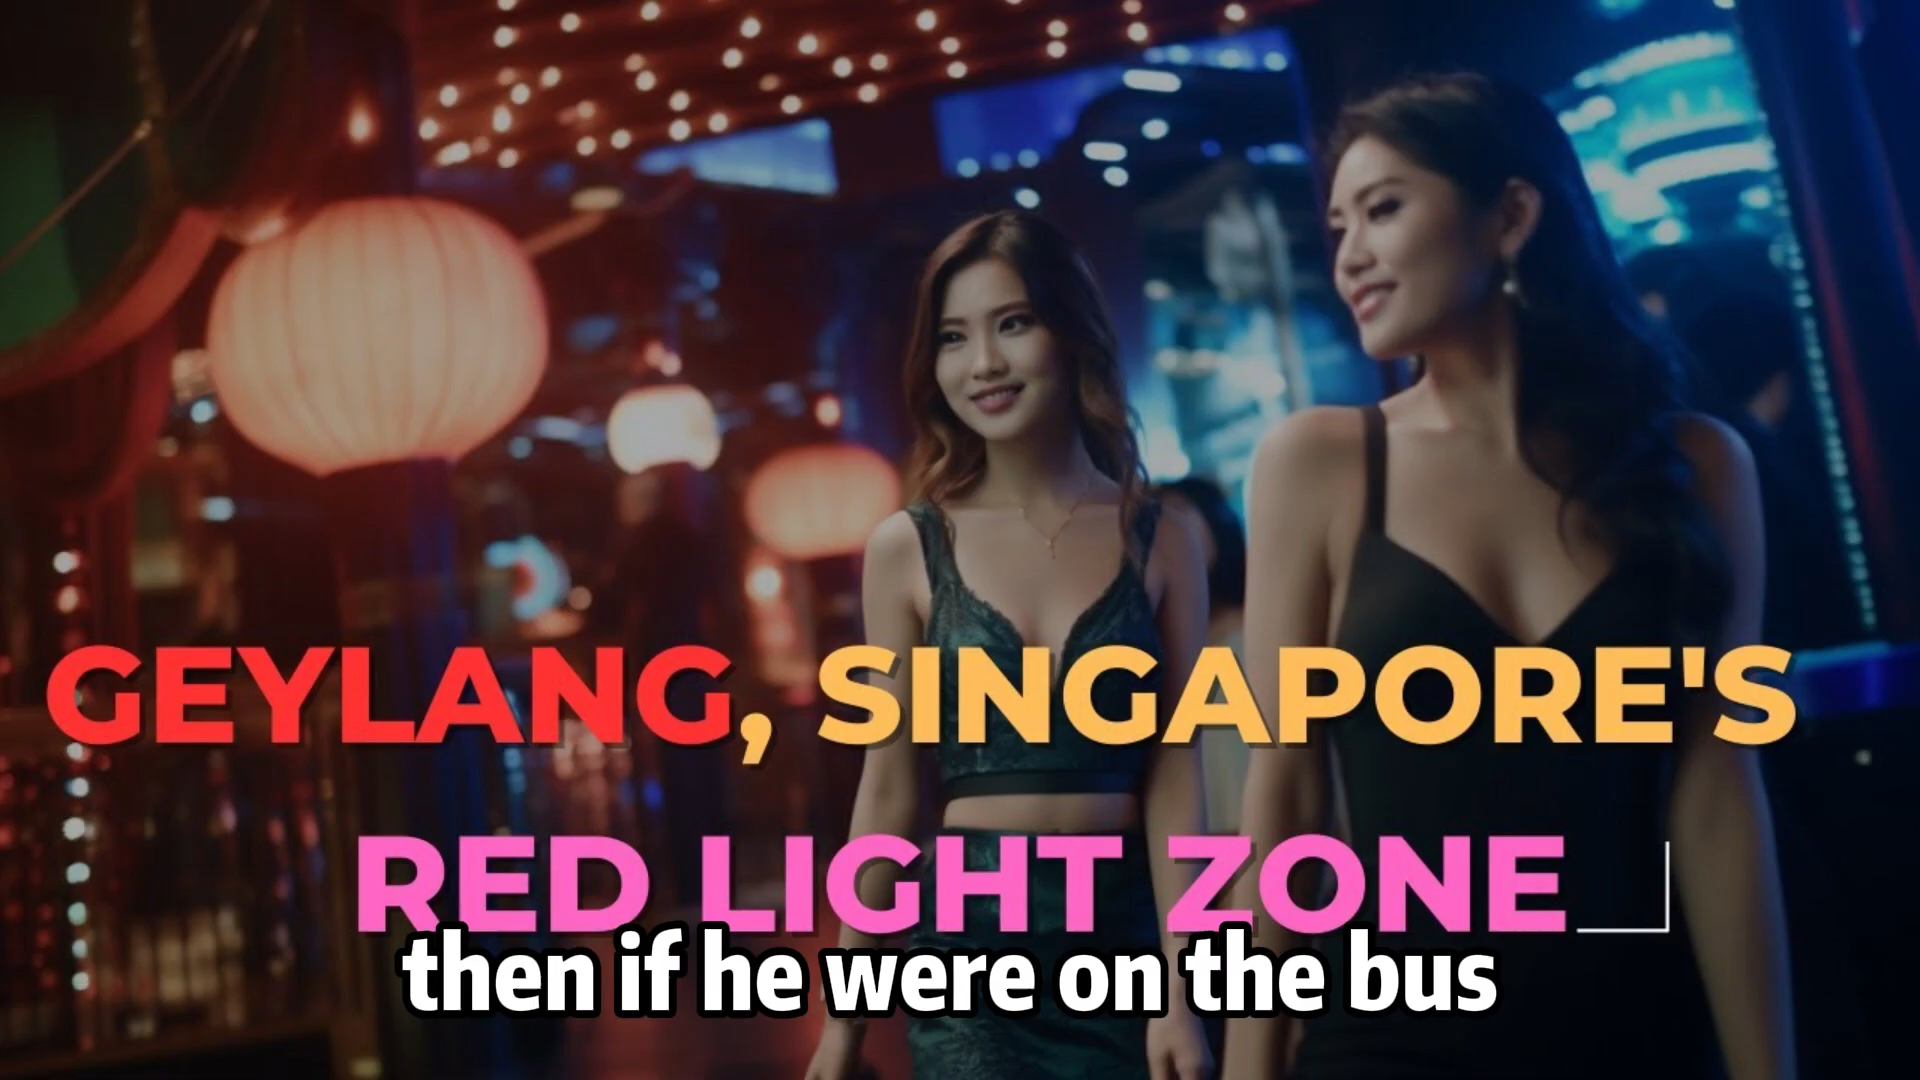 GEYLANG, SINGAPORE'S
RED LIGHT ZONE
then if he were on the bus